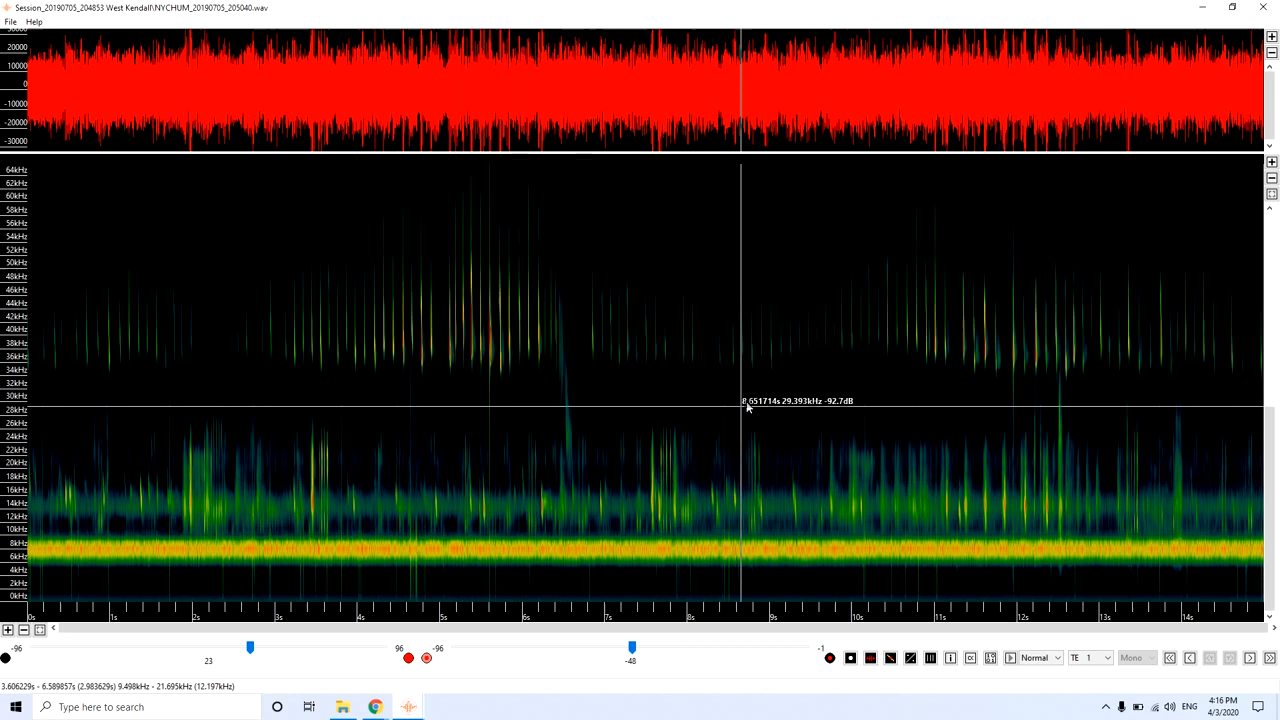 Session_20190705_204853 West Kendall\NYCHUM_20190705_205040.wav
File Help
30000
20000
10000
0
-10000
-20000
-30000
64kHz
62kHz
60kHz
58kHz
56kHz
54kHz
52kHz
50kHz
48kHz
46kHz
44kHz
42kHz
40kHz
38kHz
36kHz
34kHz
32kHz
30kHz
28kHz
26kHz
24kHz
22kHz
20kHz
18kHz
16kHz
14kHz
12kHz
10kHz
8kHz
6kHz
4kHz
2kHz
0kHz
8.651714s 29.393kHz -92.7dB
0s 1s 2s 3s 4s 5s 6s 7s 8s 9s 10s 11s 12s 13s 14s
-96 96 -96 -1
23 -48
Normal TE 1 Mono
3.606229s - 6.589857s (2.983629s) 9.498kHz - 21.695kHz (12.197kHz)
Type here to search
ENG
4:16 PM
4/3/2020